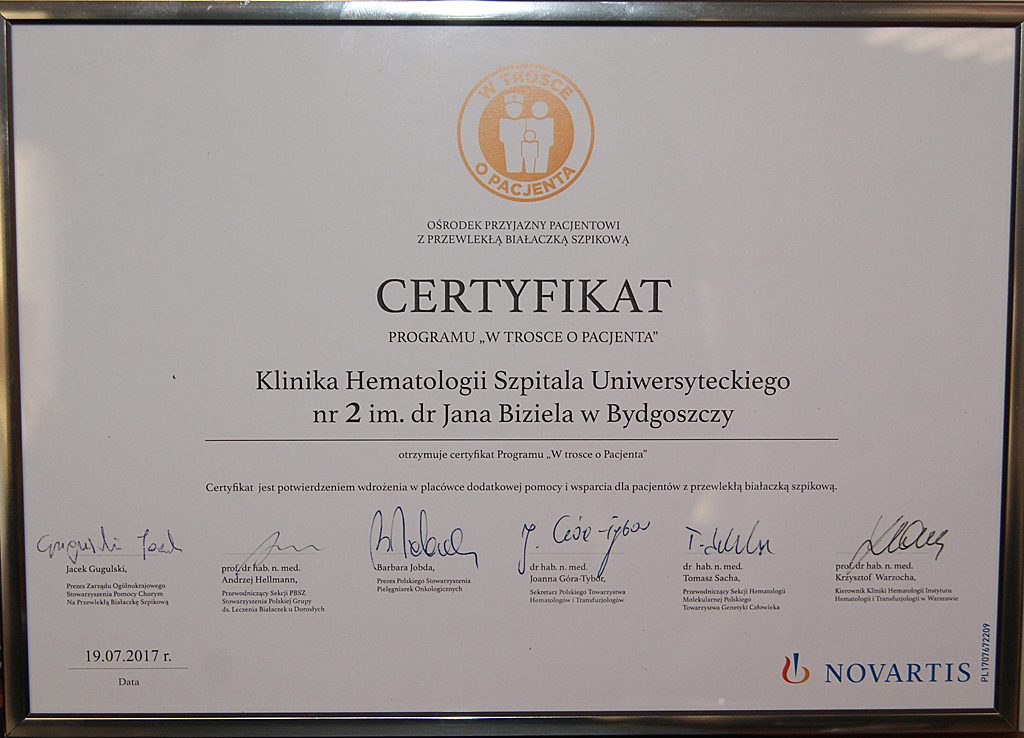 W TROSCE
O PACJENTA
OŚRODEK PRZYJAZNY PACJENTOWI
Z PRZEWLEKŁĄ BIAŁACZKĄ SZPIKOWĄ
CERTYFIKAT
PROGRAMU „W TROSCE O PACJENTA”
Klinika Hematologii Szpitala Uniwersyteckiego
nr 2 im. dr Jana Biziela w Bydgoszczy
otrzymuje certyfikat Programu „W trosce o Pacjenta”
Certyfikat jest potwierdzeniem wdrożenia w placówce dodatkowej pomocy i wsparcia dla pacjentów z przewlekłą białaczką szpikową.
Jacek Gugulski,
Prezes Zarządu Ogólnokrajowego
Stowarzyszenia Pomocy Chorym
Na Przewlekłą Białaczkę Szpikową
prof. dr hab. n. med.
Andrzej Hellmann,
Przewodniczący Sekcji PBSZ
Stowarzyszenia Polskiej Grupy
ds. Leczenia Białaczek u Dorosłych
Barbara Jobda,
Prezes Polskiego Stowarzyszenia
Pielęgniarek Onkologicznych
dr hab. n. med.
Joanna Góra-Tybor,
Sekretarz Polskiego Towarzystwa
Hematologów i Transfuzjologów
dr hab. n. med.
Tomasz Sacha,
Przewodniczący Sekcji Hematologii
Molekularnej Polskiego
Towarzystwa Genetyki Człowieka
prof. dr hab. n. med.
Krzysztof Warzocha,
Kierownik Kliniki Hematologii Instytutu
Hematologii i Transfuzjologii w Warszawie
19.07.2017 r.
Data
NOVARTIS
PL1707672209